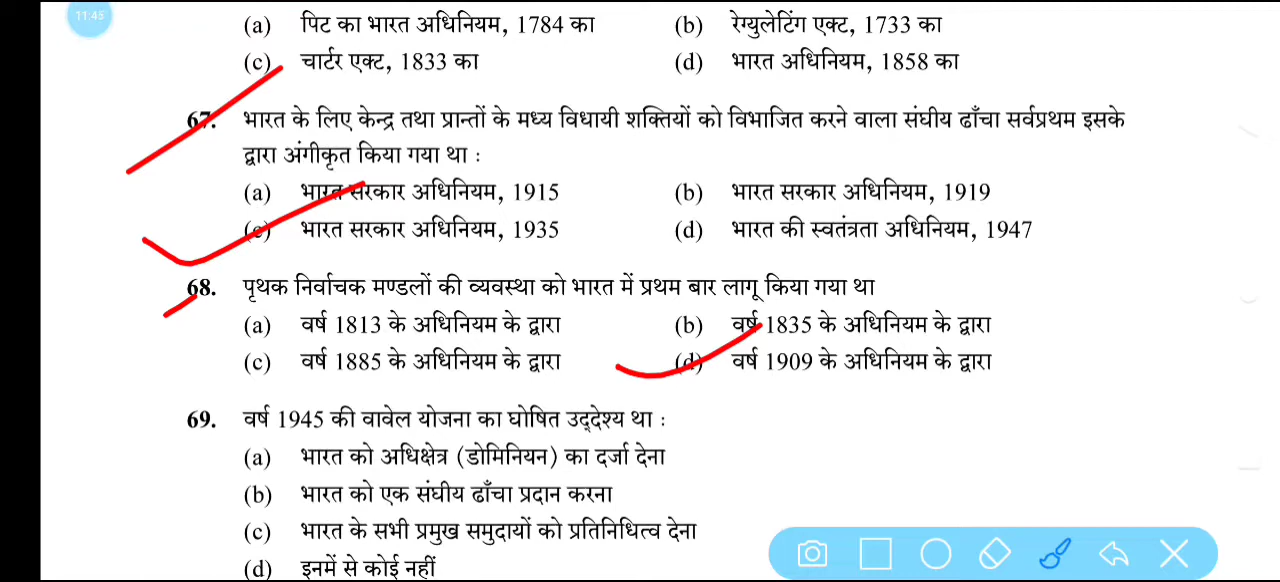 11:45
(a) पिट का भारत अधिनियम, 1784 का (b) रेग्युलेटिंग एक्ट, 1733 का
(c) चार्टर एक्ट, 1833 का (d) भारत अधिनियम, 1858 का
67. भारत के लिए केन्द्र तथा प्रान्तों के मध्य विधायी शक्तियों को विभाजित करने वाला संघीय ढाँचा सर्वप्रथम इसके
द्वारा अंगीकृत किया गया था :
(a) भारत सरकार अधिनियम, 1915 (b) भारत सरकार अधिनियम, 1919
(c) भारत सरकार अधिनियम, 1935 (d) भारत की स्वतंत्रता अधिनियम, 1947
68. पृथक निर्वाचक मण्डलों की व्यवस्था को भारत में प्रथम बार लागू किया गया था
(a) वर्ष 1813 के अधिनियम के द्वारा (b) वर्ष 1835 के अधिनियम के द्वारा
(c) वर्ष 1885 के अधिनियम के द्वारा (d) वर्ष 1909 के अधिनियम के द्वारा
69. वर्ष 1945 की वावेल योजना का घोषित उद्देश्य था :
(a) भारत को अधिक्षेत्र (डोमिनियन) का दर्जा देना
(b) भारत को एक संघीय ढाँचा प्रदान करना
(c) भारत के सभी प्रमुख समुदायों को प्रतिनिधित्व देना
(d) इनमें से कोई नहीं